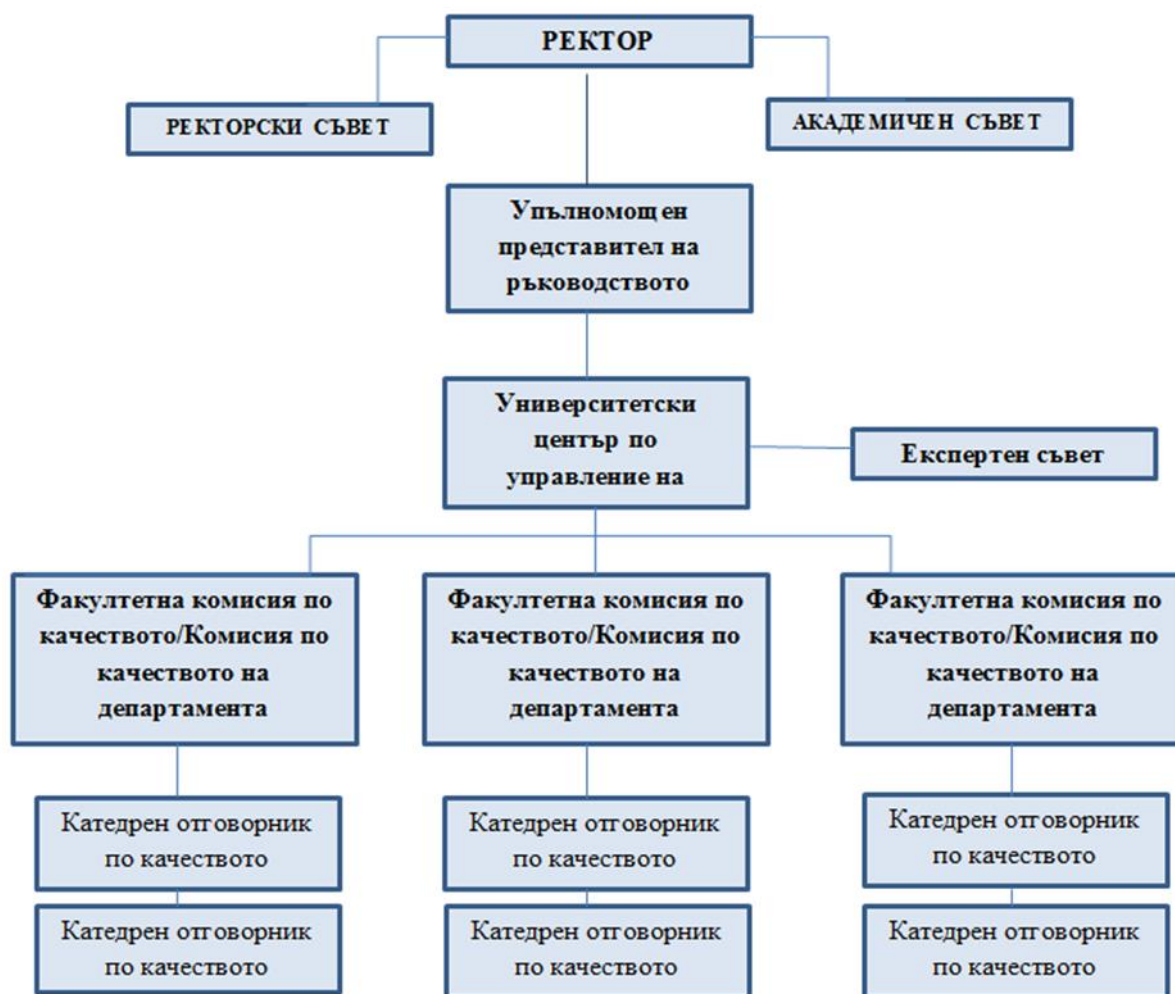 РЕКТОР
РЕКТОРСКИ СЪВЕТ
АКАДЕМИЧЕН СЪВЕТ
Упълномощен
представител на
ръководството
Университетски
център по
управление на
Експертен съвет
Факултетна комисия по
качеството/Комисия по
качеството на
департамента
Факултетна комисия по
качеството/Комисия по
качеството на
департамента
Факултетна комисия по
качеството/Комисия по
качеството на
департамента
Катедрен отговорник
по качеството
Катедрен отговорник
по качеството
Катедрен отговорник
по качеството
Катедрен отговорник
по качеството
Катедрен отговорник
по качеството
Катедрен отговорник
по качеството